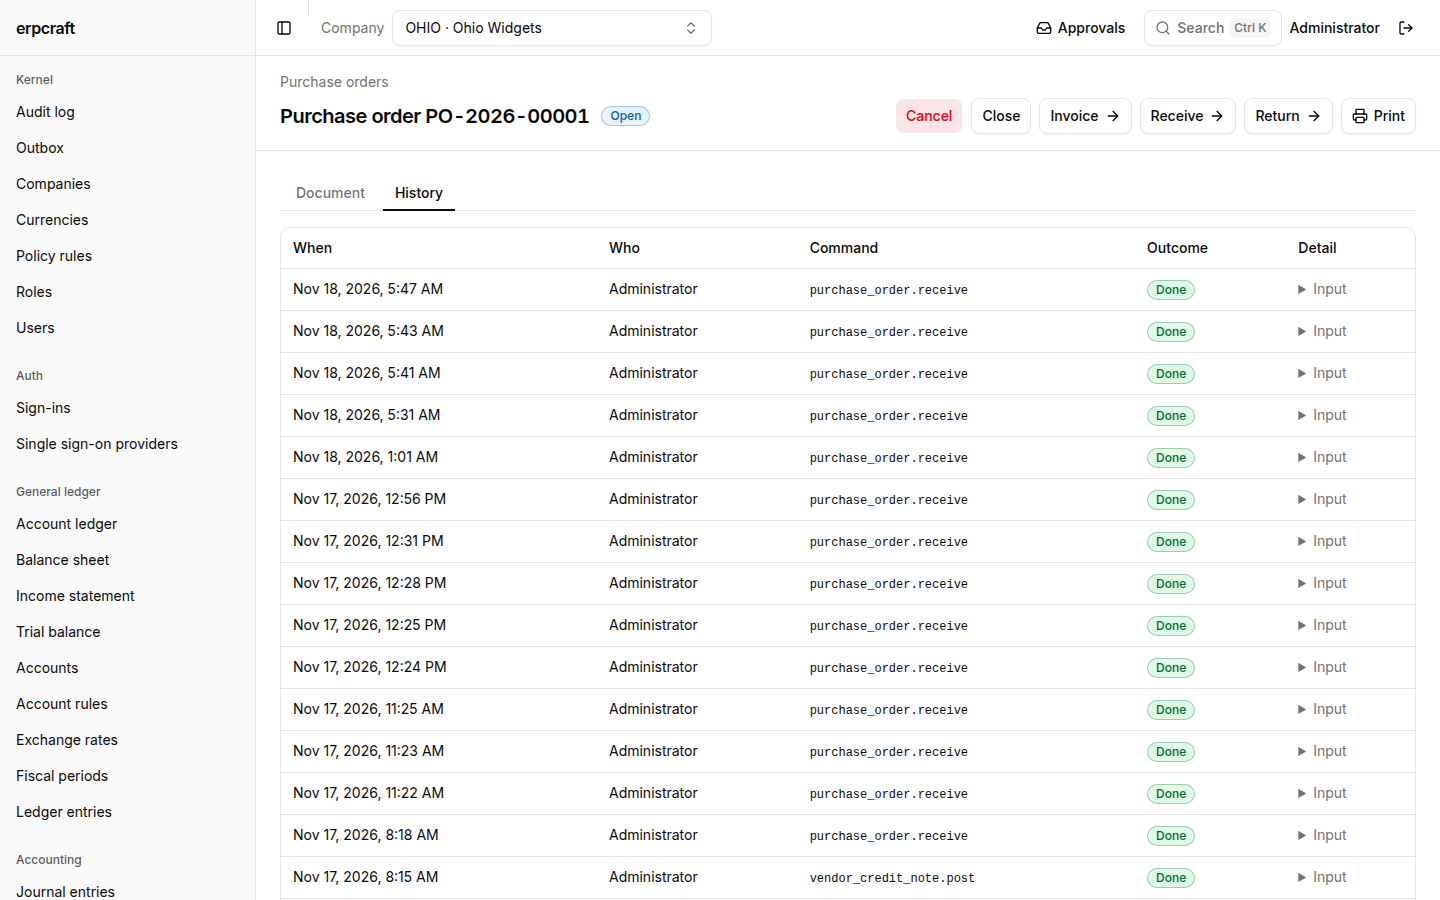 erpcraft
Company
OHIO · Ohio Widgets
Approvals
Search
Ctrl K
Administrator
Kernel
Audit log
Outbox
Companies
Currencies
Policy rules
Roles
Users
Auth
Sign-ins
Single sign-on providers
General ledger
Account ledger
Balance sheet
Income statement
Trial balance
Accounts
Account rules
Exchange rates
Fiscal periods
Ledger entries
Accounting
Journal entries
Purchase orders
Purchase order PO-2026-00001
Open
Cancel
Close
Invoice
Receive
Return
Print
Document
History
When Who Command Outcome Detail
Nov 18, 2026, 5:47 AM Administrator purchase_order.receive Done Input
Nov 18, 2026, 5:43 AM Administrator purchase_order.receive Done Input
Nov 18, 2026, 5:41 AM Administrator purchase_order.receive Done Input
Nov 18, 2026, 5:31 AM Administrator purchase_order.receive Done Input
Nov 18, 2026, 1:01 AM Administrator purchase_order.receive Done Input
Nov 17, 2026, 12:56 PM Administrator purchase_order.receive Done Input
Nov 17, 2026, 12:31 PM Administrator purchase_order.receive Done Input
Nov 17, 2026, 12:28 PM Administrator purchase_order.receive Done Input
Nov 17, 2026, 12:25 PM Administrator purchase_order.receive Done Input
Nov 17, 2026, 12:24 PM Administrator purchase_order.receive Done Input
Nov 17, 2026, 11:25 AM Administrator purchase_order.receive Done Input
Nov 17, 2026, 11:23 AM Administrator purchase_order.receive Done Input
Nov 17, 2026, 11:22 AM Administrator purchase_order.receive Done Input
Nov 17, 2026, 8:18 AM Administrator purchase_order.receive Done Input
Nov 17, 2026, 8:15 AM Administrator vendor_credit_note.post Done Input